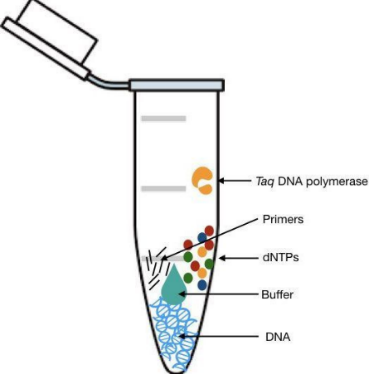 Taq DNA polymerase
Primers
dNTPs
Buffer
DNA